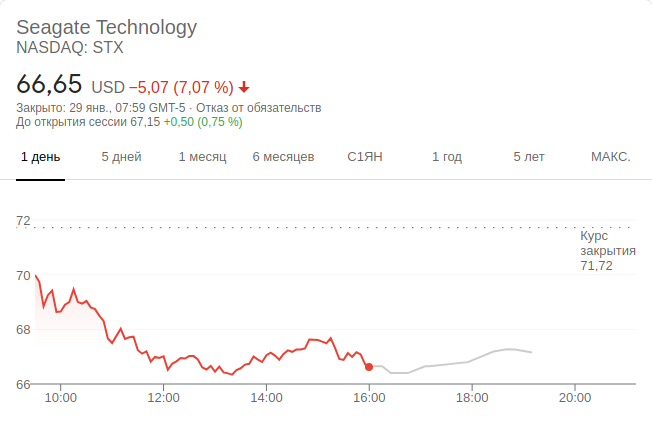 Seagate Technology
NASDAQ: STX
66,65 USD −5,07 (7,07 %)
Закрыто: 29 янв., 07:59 GMT-5 · Отказ от обязательств
До открытия сессии 67,15 +0,50 (0,75 %)
1 день 5 дней 1 месяц 6 месяцев С1ЯН 1 год 5 лет МАКС.
72
Курс
закрытия
71,72
70
68
66
10:00 12:00 14:00 16:00 18:00 20:00